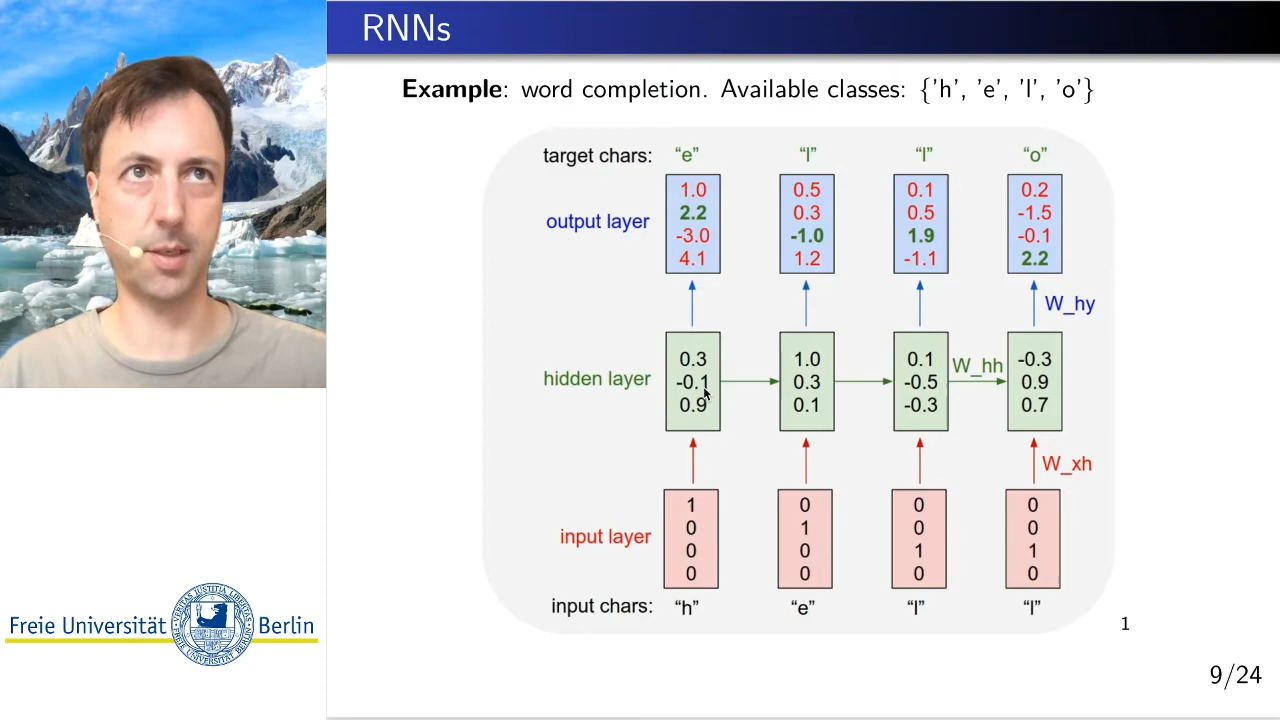 RNNs
Example: word completion. Available classes: {'h', 'e', 'l', 'o'}
target chars: “e” “l” “l” “o”
output layer
1.0 0.5 0.1 0.2
2.2 0.3 0.5 -1.5
-3.0 -1.0 1.9 -0.1
4.1 1.2 -1.1 2.2
W_hy
hidden layer
0.3 1.0 0.1 -0.3
-0.1 0.3 -0.5 0.9
0.9 0.1 -0.3 0.7
W_hh
W_xh
input layer
1 0 0 0
0 1 0 0
0 0 1 1
0 0 0 0
input chars: “h” “e” “l” “l”
1
Freie Universität Berlin
9/24